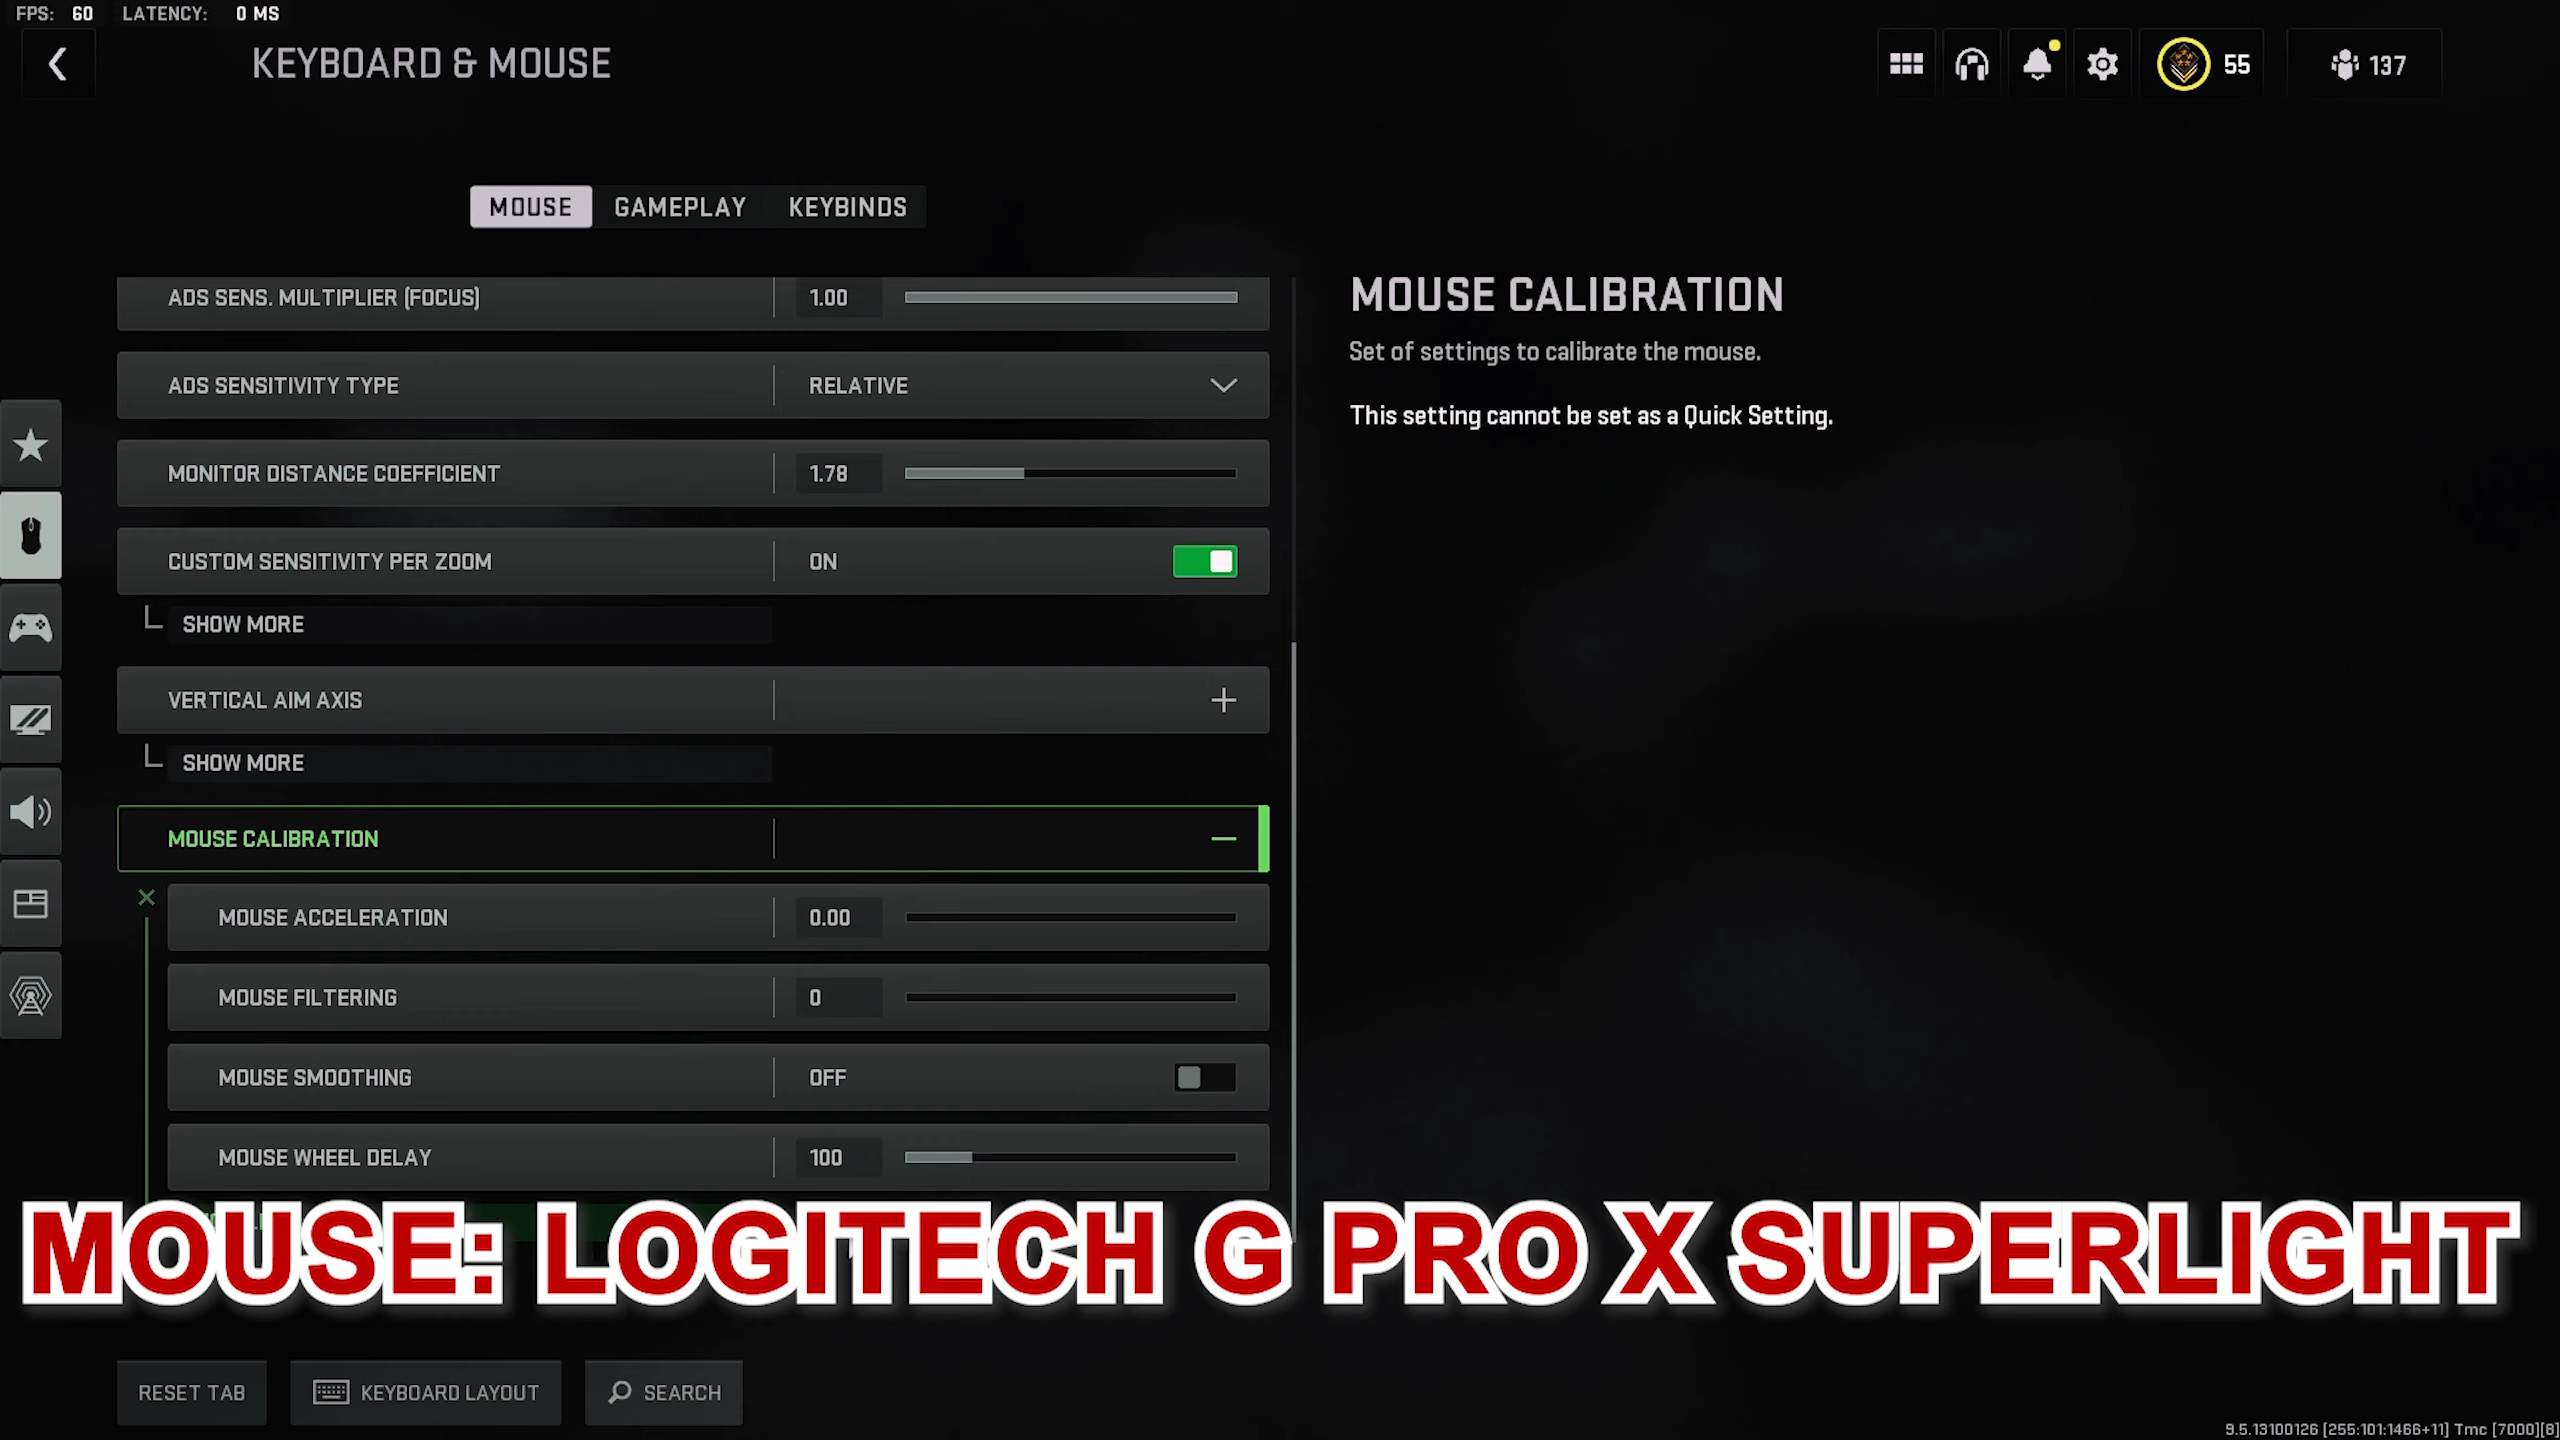 FPS: 60 LATENCY: 0 MS
KEYBOARD & MOUSE
55
137
MOUSE GAMEPLAY KEYBINDS
ADS SENS. MULTIPLIER (FOCUS) 1.00
ADS SENSITIVITY TYPE RELATIVE
MONITOR DISTANCE COEFFICIENT 1.78
CUSTOM SENSITIVITY PER ZOOM ON
SHOW MORE
VERTICAL AIM AXIS
SHOW MORE
MOUSE CALIBRATION
MOUSE ACCELERATION 0.00
MOUSE FILTERING 0
MOUSE SMOOTHING OFF
MOUSE WHEEL DELAY 100
MOUSE CALIBRATION
Set of settings to calibrate the mouse.
This setting cannot be set as a Quick Setting.
MOUSE: LOGITECH G PRO X SUPERLIGHT
RESET TAB KEYBOARD LAYOUT SEARCH
9.5.13100126 [255:101:1466+11] Tmc [7000][8]